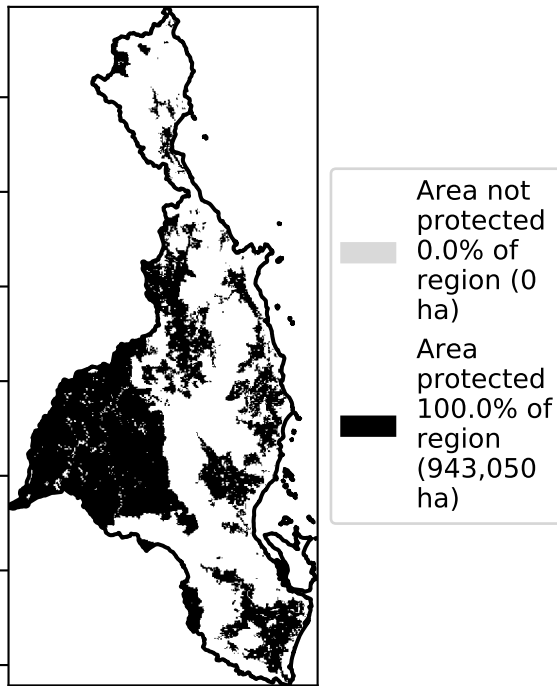 Area not
protected
0.0% of
region (0
ha)
Area
protected
100.0% of
region
(943,050
ha)